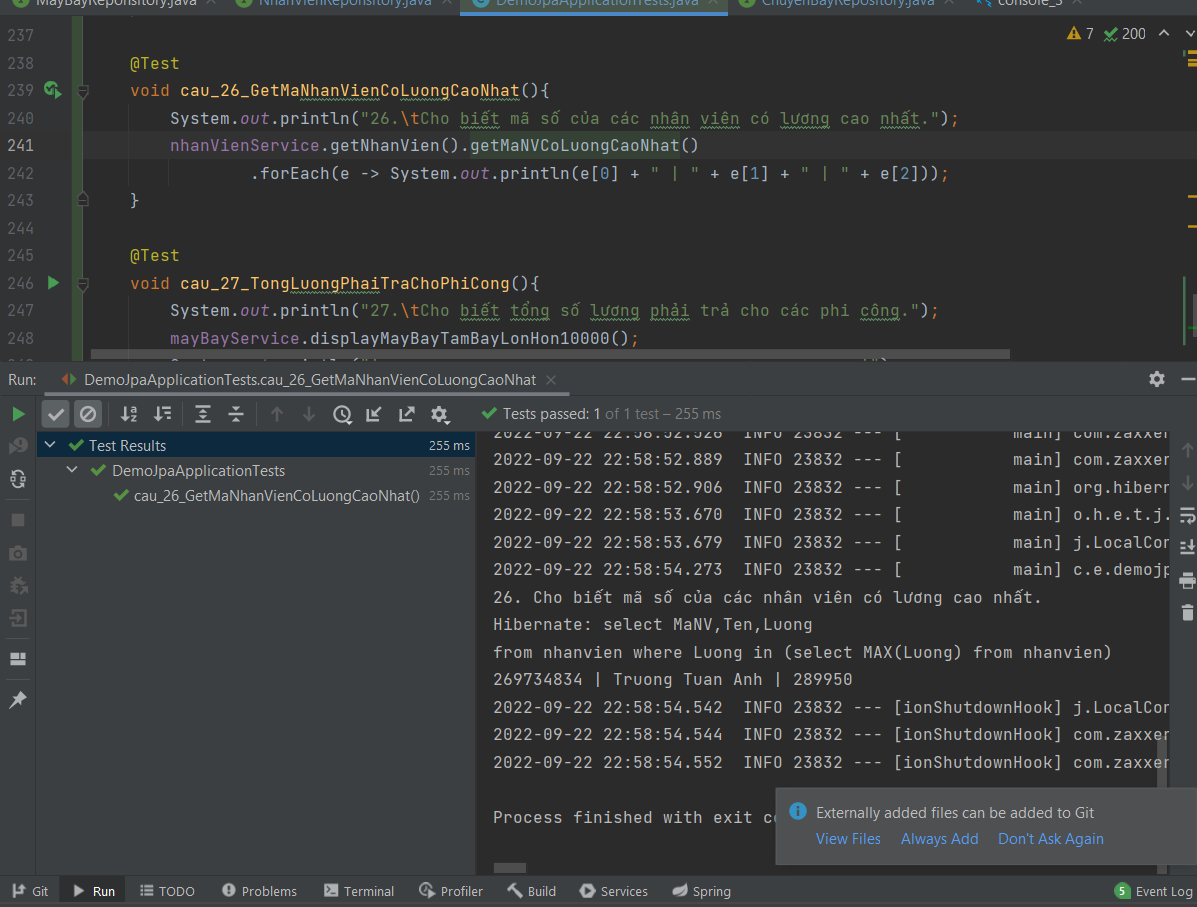 MayBayReponsitory.java NhanVienReponsitory.java DemoJpaApplicationTests.java ChuyenBayRepository.java console_3
237
7 200
238 @Test
239 void cau_26_GetMaNhanVienCoLuongCaoNhat(){
240 System.out.println("26.\tCho biết mã số của các nhân viên có lương cao nhất.");
241 nhanVienService.getNhanVien().getMaNVCoLuongCaoNhat()
242 .forEach(e -> System.out.println(e[0] + " | " + e[1] + " | " + e[2]));
243 }
244
245 @Test
246 void cau_27_TongLuongPhaiTraChoPhiCong(){
247 System.out.println("27.\tCho biết tổng số lương phải trả cho các phi công.");
248 mayBayService.displayMayBayTamBayLonHon10000();
Run: DemoJpaApplicationTests.cau_26_GetMaNhanVienCoLuongCaoNhat
Tests passed: 1 of 1 test – 255 ms
Test Results 255 ms
DemoJpaApplicationTests 255 ms
cau_26_GetMaNhanVienCoLuongCaoNhat() 255 ms
2022-09-22 22:58:52.526 INFO 23832 --- [ main] com.zaxxer
2022-09-22 22:58:52.889 INFO 23832 --- [ main] com.zaxxer
2022-09-22 22:58:52.906 INFO 23832 --- [ main] org.hibern
2022-09-22 22:58:53.670 INFO 23832 --- [ main] o.h.e.t.j.
2022-09-22 22:58:53.679 INFO 23832 --- [ main] j.LocalCon
2022-09-22 22:58:54.273 INFO 23832 --- [ main] c.e.demojp
26. Cho biết mã số của các nhân viên có lương cao nhất.
Hibernate: select MaNV,Ten,Luong
from nhanvien where Luong in (select MAX(Luong) from nhanvien)
269734834 | Truong Tuan Anh | 289950
2022-09-22 22:58:54.542 INFO 23832 --- [ionShutdownHook] j.LocalCon
2022-09-22 22:58:54.544 INFO 23832 --- [ionShutdownHook] com.zaxxer
2022-09-22 22:58:54.552 INFO 23832 --- [ionShutdownHook] com.zaxxer
Process finished with exit co
Externally added files can be added to Git
View Files Always Add Don't Ask Again
Git Run TODO Problems Terminal Profiler Build Services Spring 5 Event Log